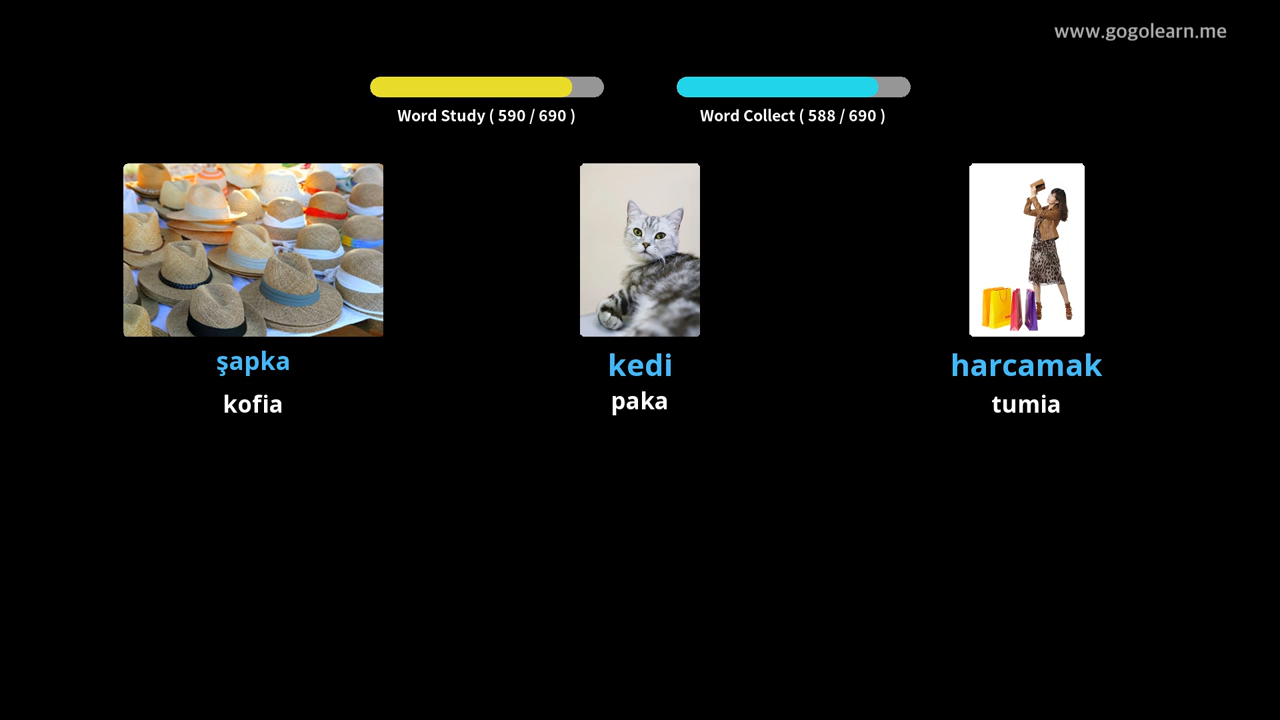 www.gogolearn.me
Word Study ( 590 / 690 )
Word Collect ( 588 / 690 )
şapka
kofia
kedi
paka
harcamak
tumia